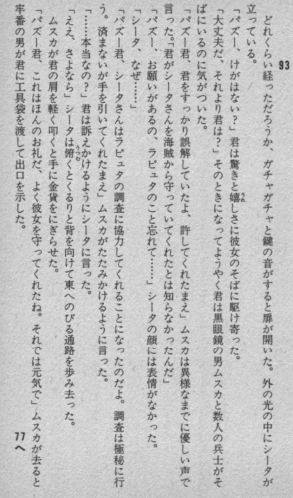 93
どれくらい経っただろうか、ガチャガチャと鍵の音がすると扉が開いた。外の光の中にシータが
立っている。
「パズー、けがはない？」君は驚きと嬉しさに彼女のそばに駆け寄った。
「大丈夫だ、それより君は？」そのときになってようやく君は黒眼鏡の男ムスカと数人の兵士がそ
ばにいるのに気がついた。
「パズー君、君をすっかり誤解していたよ、許してくれたまえ」ムスカは異様なまでに優しい声で
言った。「君がシータさんを海賊から守っていてくれたとは知らなかったんだ」
「パズー、お願いがあるの、ラピュタのこと忘れて……」シータの顔には表情がなかった。
「シータ、なぜ……」
「パズー君、シータさんはラピュタの調査に協力してくれることになったのだよ。調査は極秘に行
う。済まないが手を引いてくれたまえ」ムスカがたたみかけるように言った。
「……本当なの？」君は訴えかけるようにシータに言った。
「ええ、さよなら」シータは俯くとくるりと背を向けて東へのびる通路を歩み去った。
ムスカが君の肩を軽く叩くと手に金貨をにぎらせた。
「パズー君、これはほんのお礼だ、よく彼女を守ってくれたね。それでは元気で」ムスカが去ると
牢番の男が君に工具袋を渡して出口を示した。
77へ